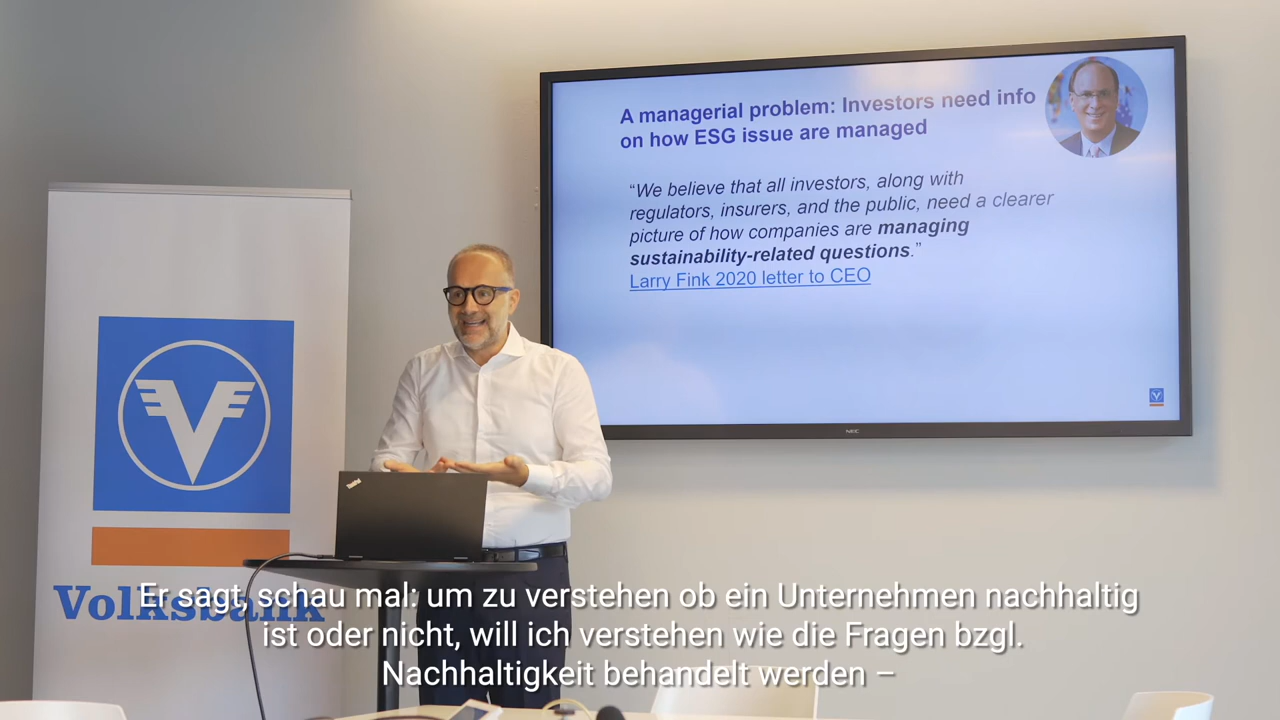 A managerial problem: Investors need info
on how ESG issue are managed
“We believe that all investors, along with
regulators, insurers, and the public, need a clearer
picture of how companies are managing
sustainability-related questions.”
Larry Fink 2020 letter to CEO
NEC
ThinkPad
Volksbank
Er sagt, schau mal: um zu verstehen ob ein Unternehmen nachhaltig
ist oder nicht, will ich verstehen wie die Fragen bzgl.
Nachhaltigkeit behandelt werden –